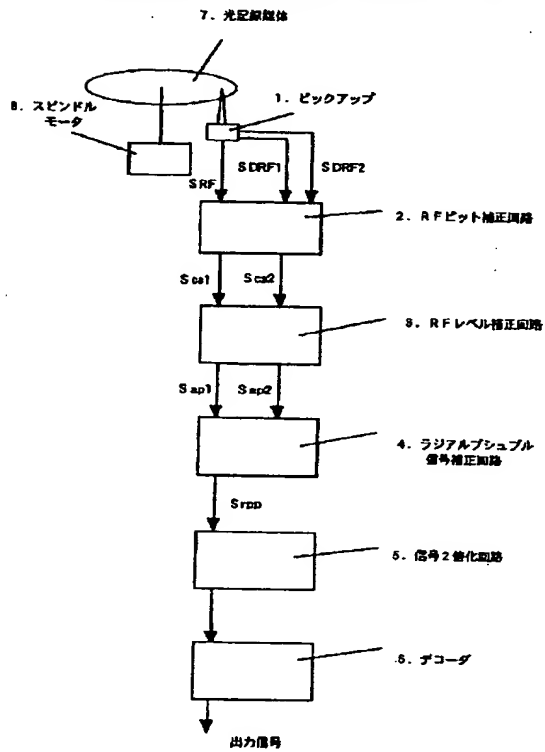 7. 光記録媒体
8. スピンドル
モータ
1. ピックアップ
SRF
SDRF1
SDRF2
2. RFピット補正回路
Sca1
Sca2
3. RFレベル補正回路
Sap1
Sap2
4. ラジアルプシュプル
信号補正回路
Srpp
5. 信号2値化回路
6. デコーダ
出力信号